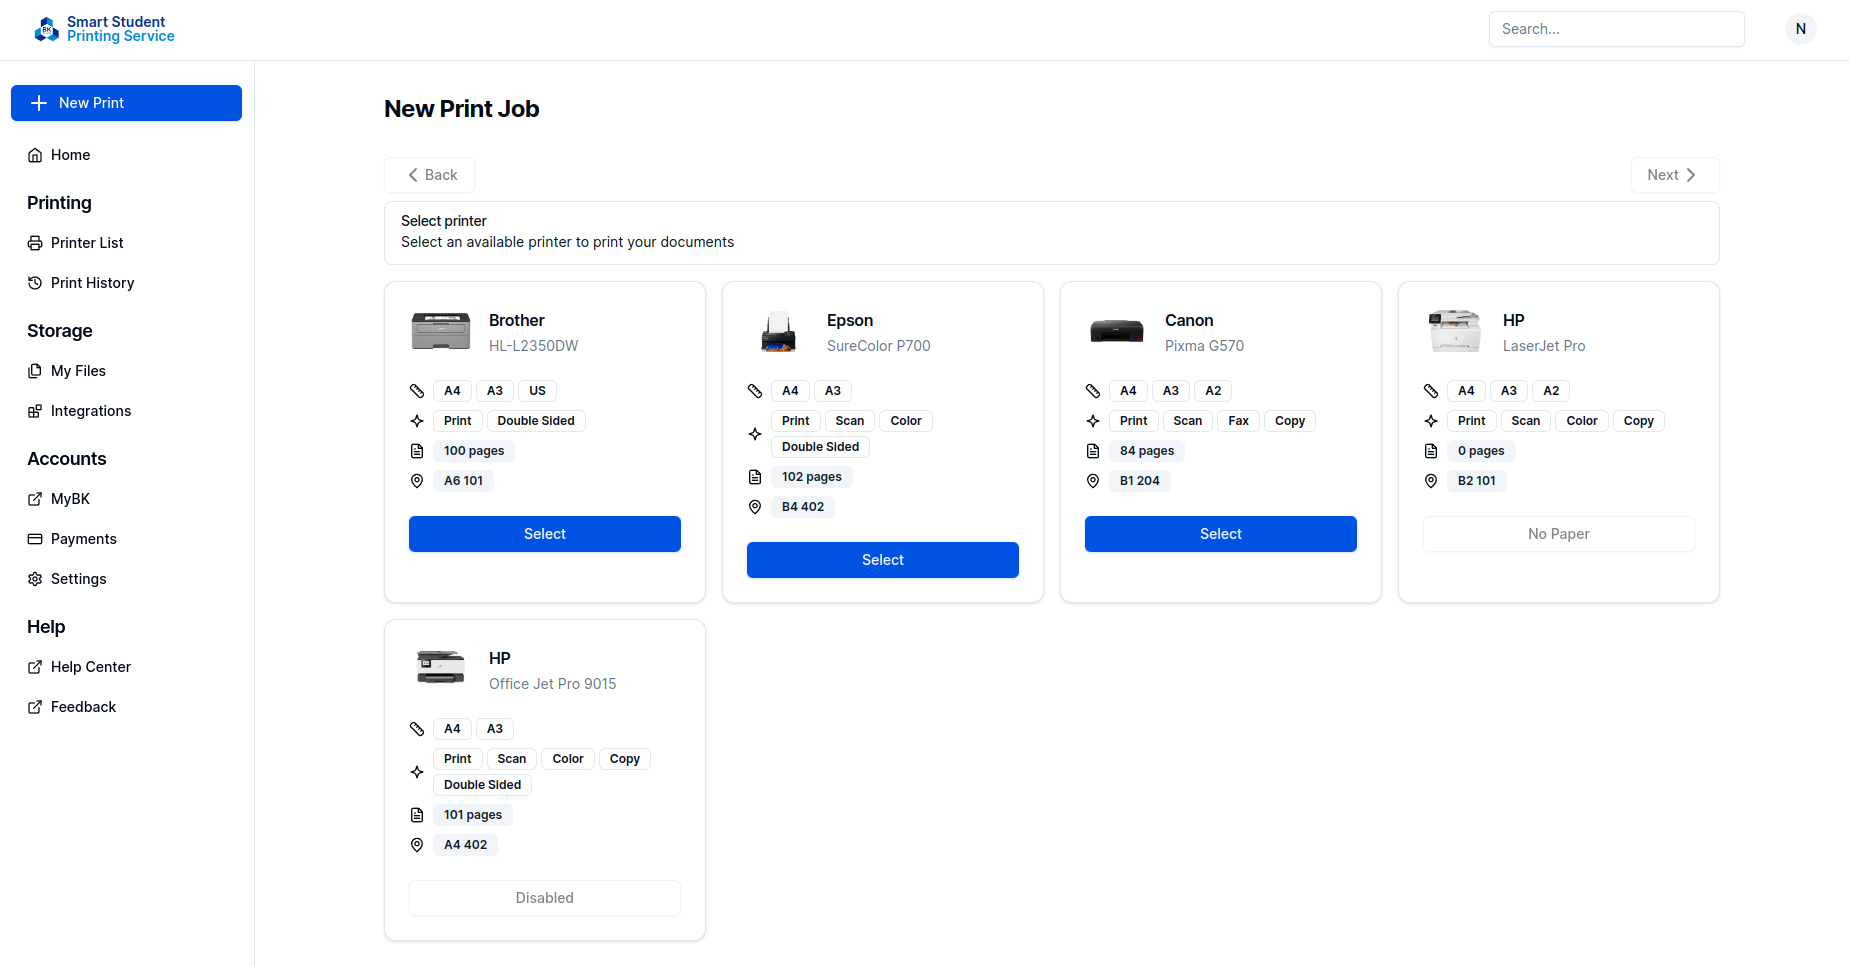 Smart Student
Printing Service
Search...
N
New Print
Home
Printing
Printer List
Print History
Storage
My Files
Integrations
Accounts
MyBK
Payments
Settings
Help
Help Center
Feedback
New Print Job
Back
Next
Select printer
Select an available printer to print your documents
Brother
HL-L2350DW
A4 A3 US
Print Double Sided
100 pages
A6 101
Select
Epson
SureColor P700
A4 A3
Print Scan Color
Double Sided
102 pages
B4 402
Select
Canon
Pixma G570
A4 A3 A2
Print Scan Fax Copy
84 pages
B1 204
Select
HP
LaserJet Pro
A4 A3 A2
Print Scan Color Copy
0 pages
B2 101
No Paper
HP
Office Jet Pro 9015
A4 A3
Print Scan Color Copy
Double Sided
101 pages
A4 402
Disabled